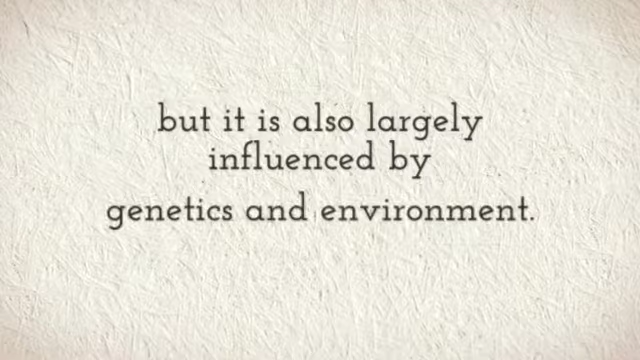 but it is also largely
influenced by
genetics and environment.